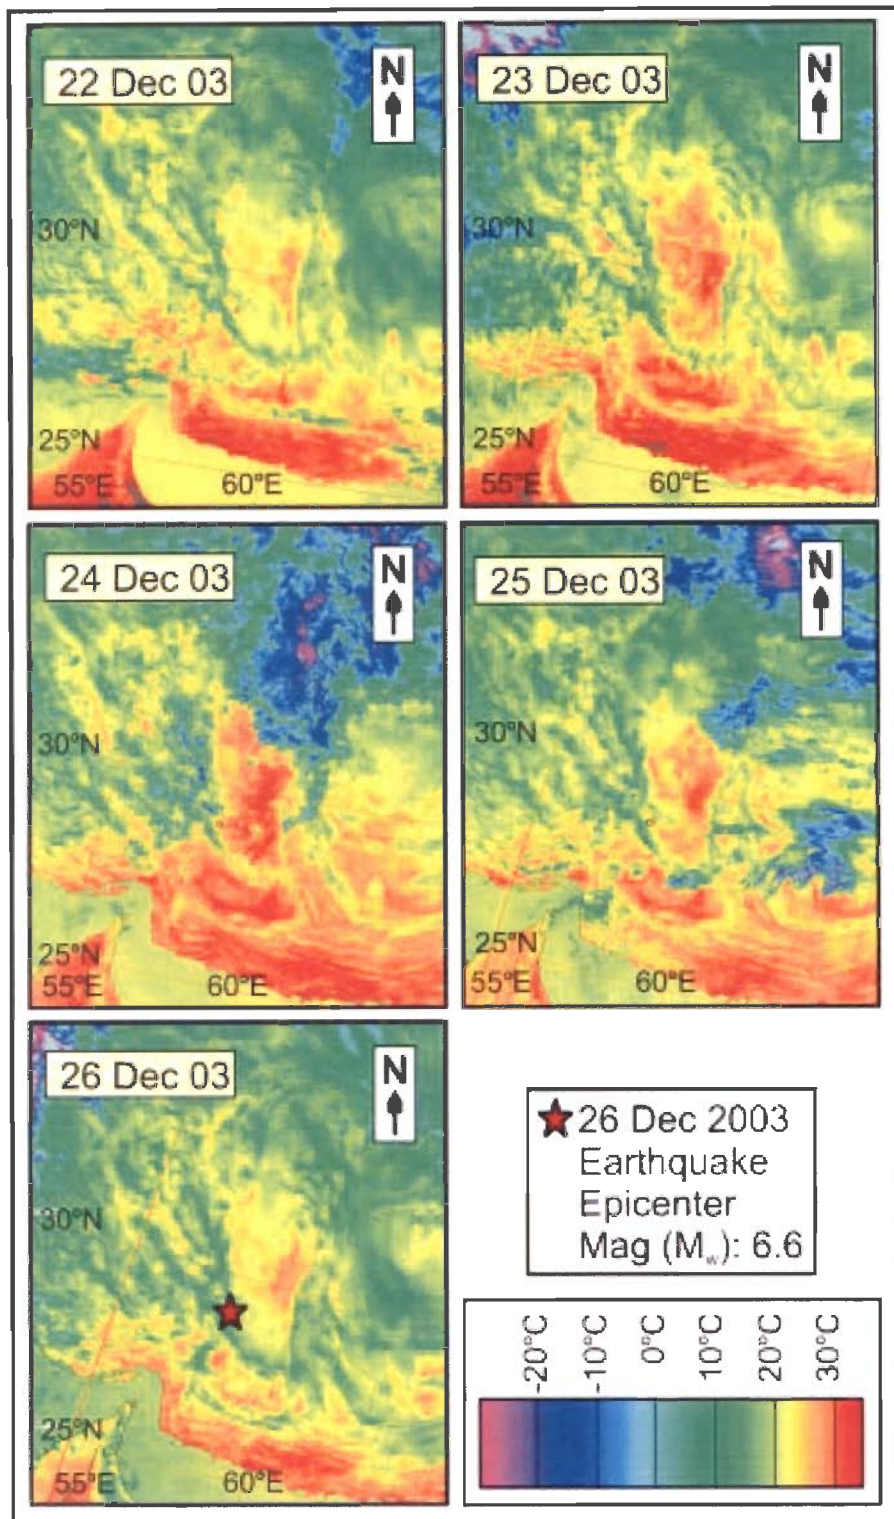 22 Dec 03
N
30°N
25°N
55°E
60°E
23 Dec 03
N
30°N
25°N
55°E
60°E
24 Dec 03
N
30°N
25°N
55°E
60°E
25 Dec 03
N
30°N
25°N
55°E
60°E
26 Dec 03
N
30°N
25°N
55°E
60°E
26 Dec 2003
Earthquake
Epicenter
Mag (Mw): 6.6
-20°C
-10°C
0°C
10°C
20°C
30°C